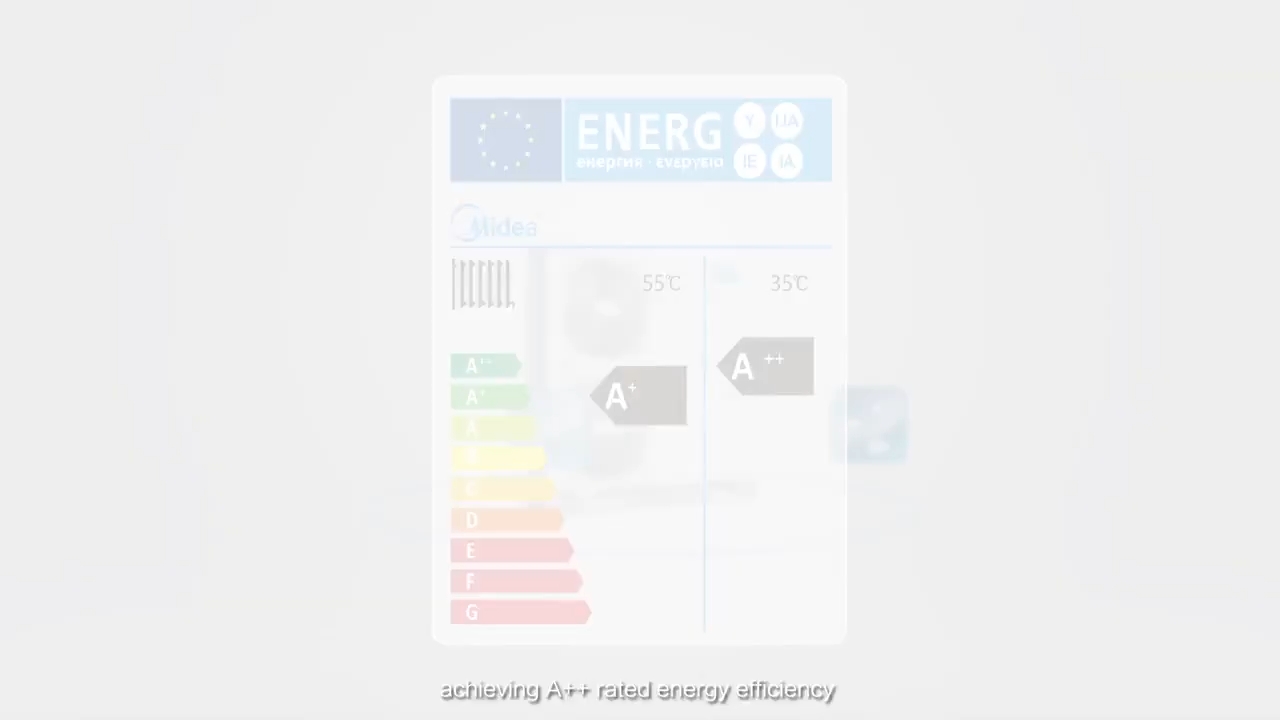 ENERG
енергия · ενεργεια
Y IJA
IE IA
Midea
55℃ 35℃
A++
A+
A
D
E
F
G
A+
A++
achieving A++ rated energy efficiency